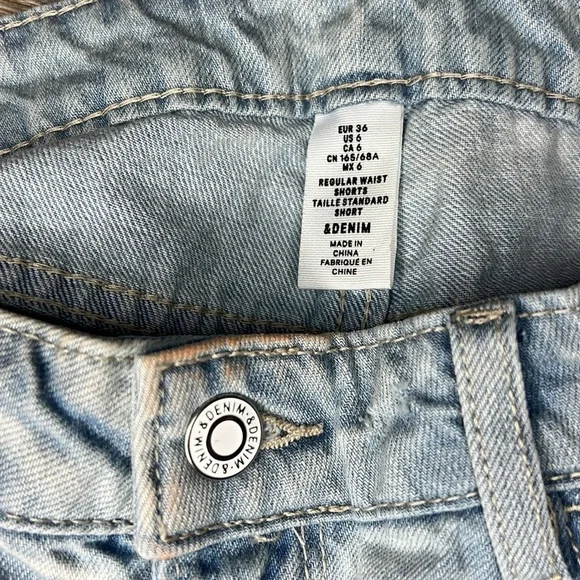 EUR 36
US 6
CA 6
CN 165/68A
MX 6
REGULAR WAIST
SHORTS
TAILLE STANDARD
SHORT
&DENIM
MADE IN
CHINA
FABRIQUÉ EN
CHINE
&DENIM·&DENIM·&DENIM·